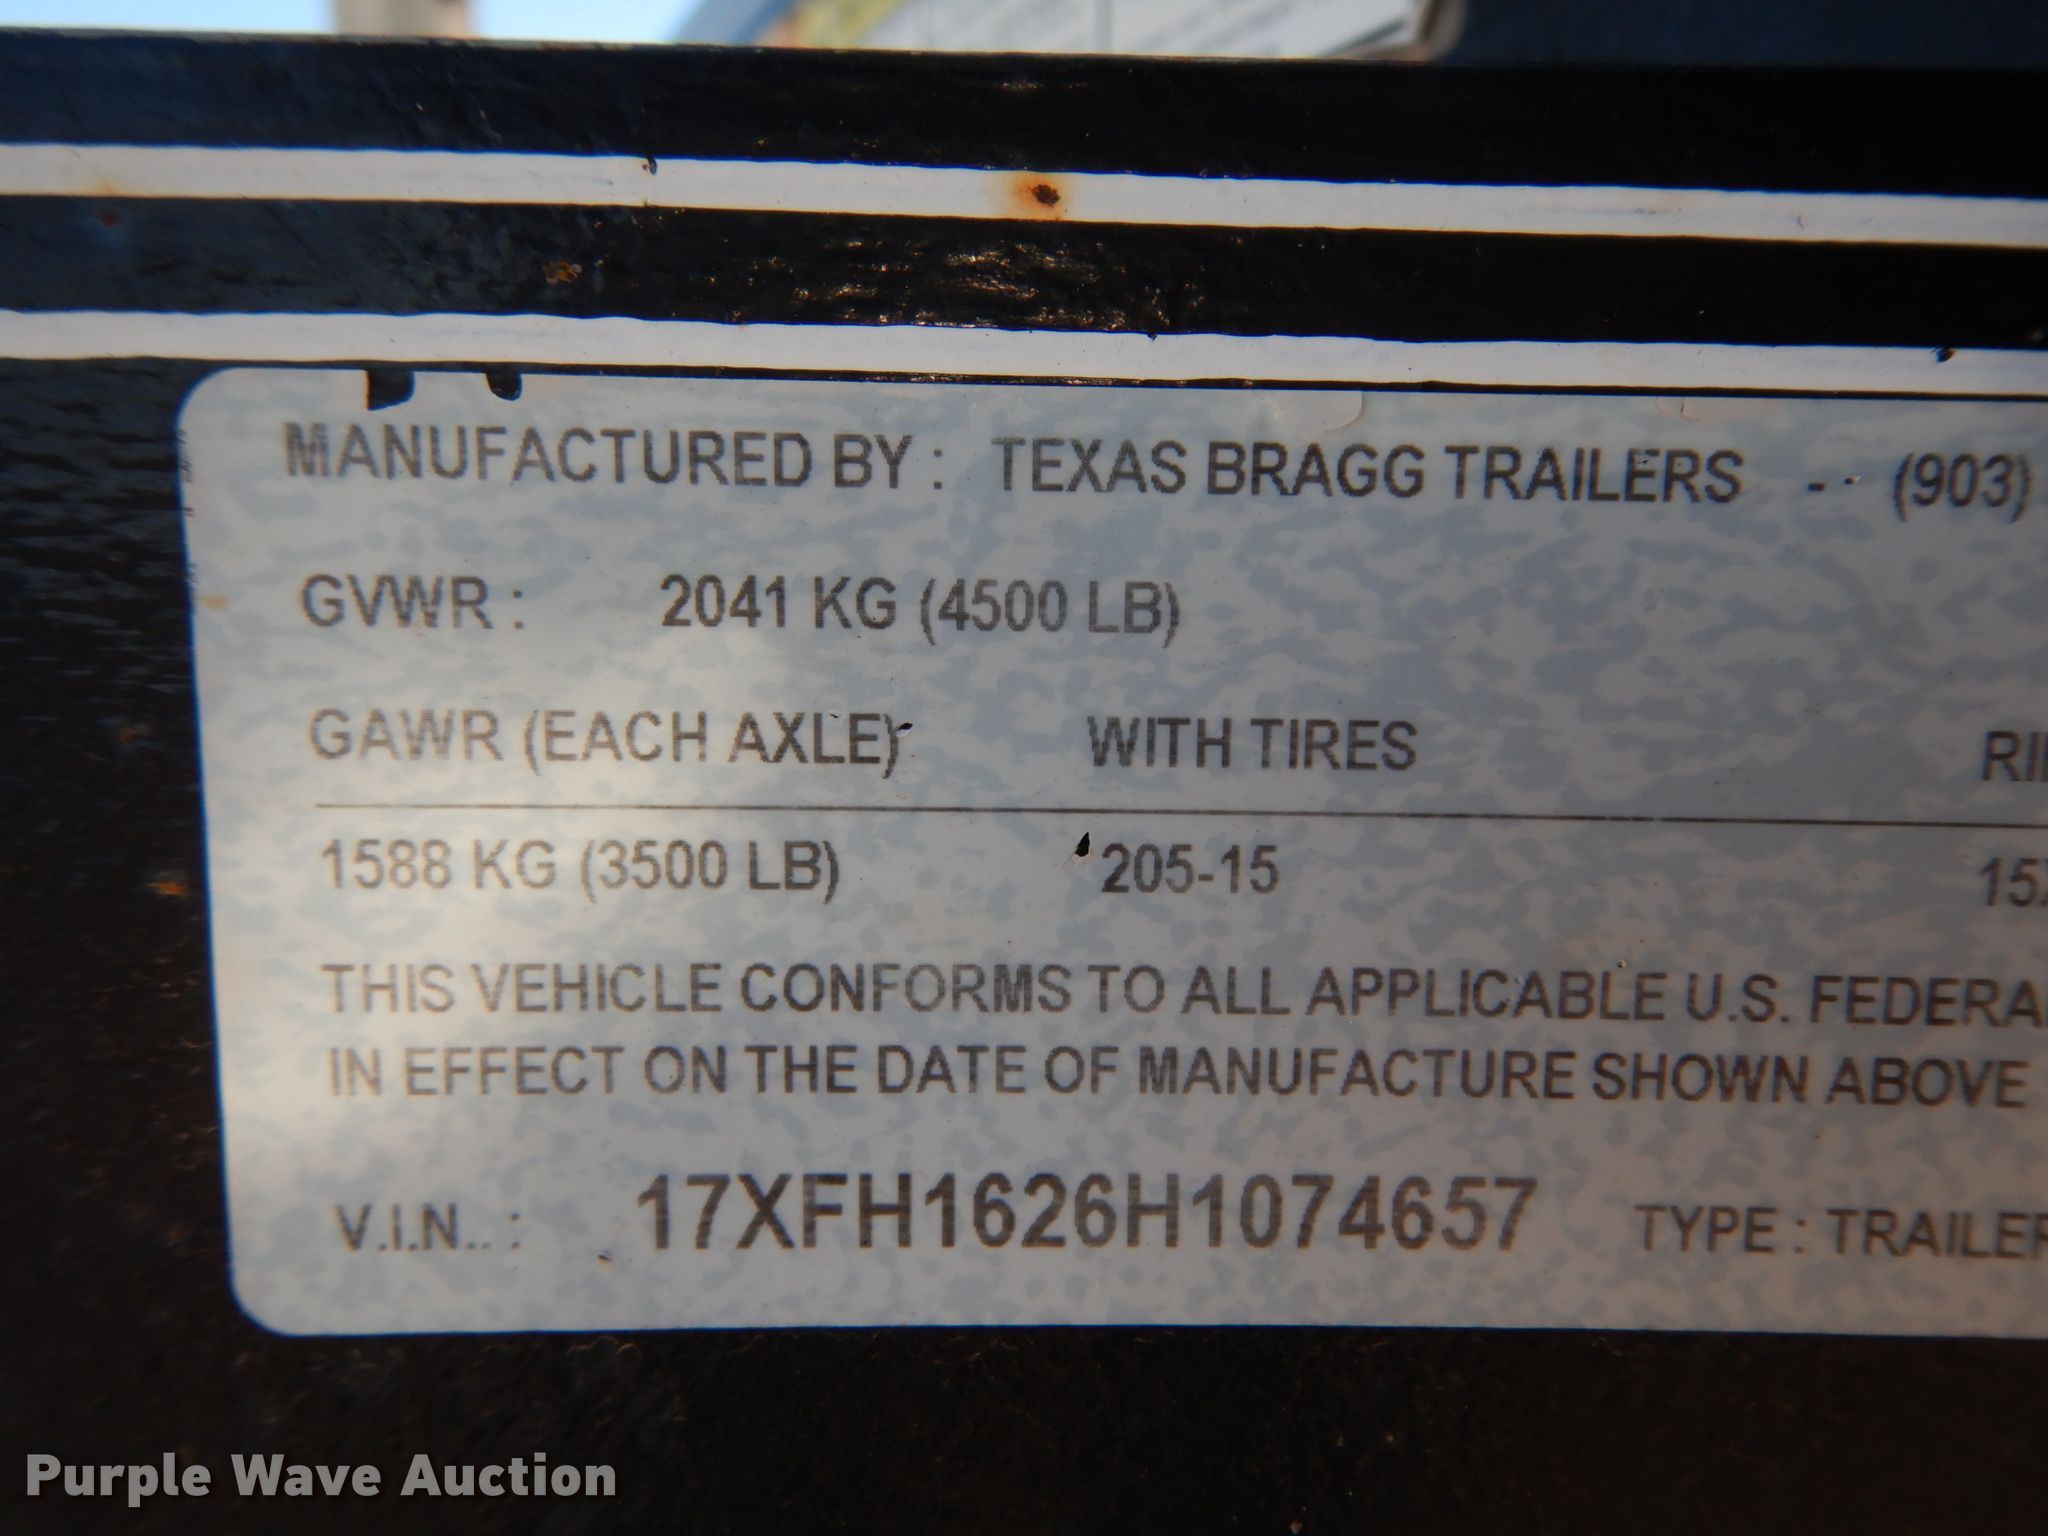 MANUFACTURED BY : TEXAS BRAGG TRAILERS - (903)
GVWR : 2041 KG (4500 LB)
GAWR (EACH AXLE) WITH TIRES
1588 KG (3500 LB) 205-15
THIS VEHICLE CONFORMS TO ALL APPLICABLE U.S. FEDERAL
IN EFFECT ON THE DATE OF MANUFACTURE SHOWN ABOVE
V.I.N.. : 17XFH1626H1074657 TYPE : TRAILER
Purple Wave Auction